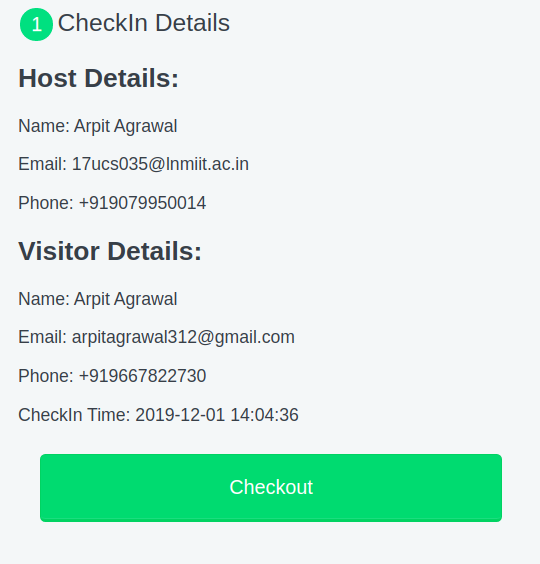 1 CheckIn Details
Host Details:
Name: Arpit Agrawal
Email: 17ucs035@lnmiit.ac.in
Phone: +919079950014
Visitor Details:
Name: Arpit Agrawal
Email: arpitagrawal312@gmail.com
Phone: +919667822730
CheckIn Time: 2019-12-01 14:04:36
Checkout